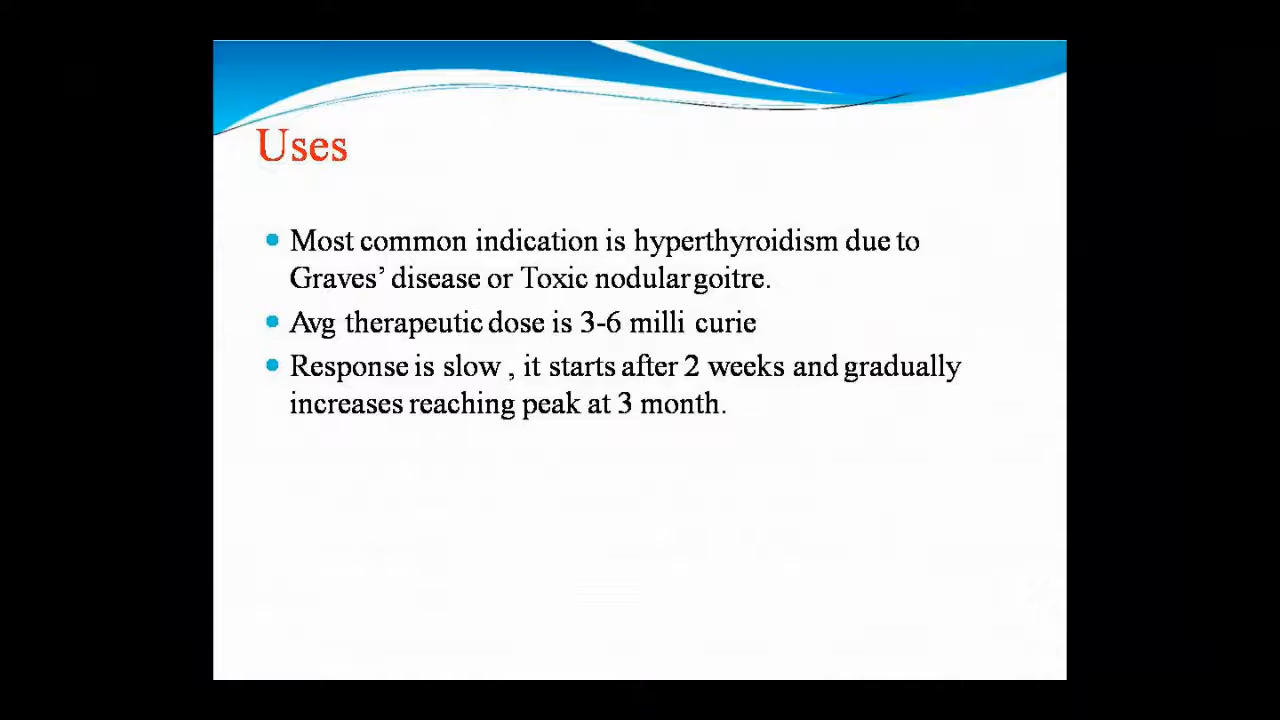 Uses
Most common indication is hyperthyroidism due to
Graves’ disease or Toxic nodular goitre.
Avg therapeutic dose is 3-6 milli curie
Response is slow , it starts after 2 weeks and gradually
increases reaching peak at 3 month.